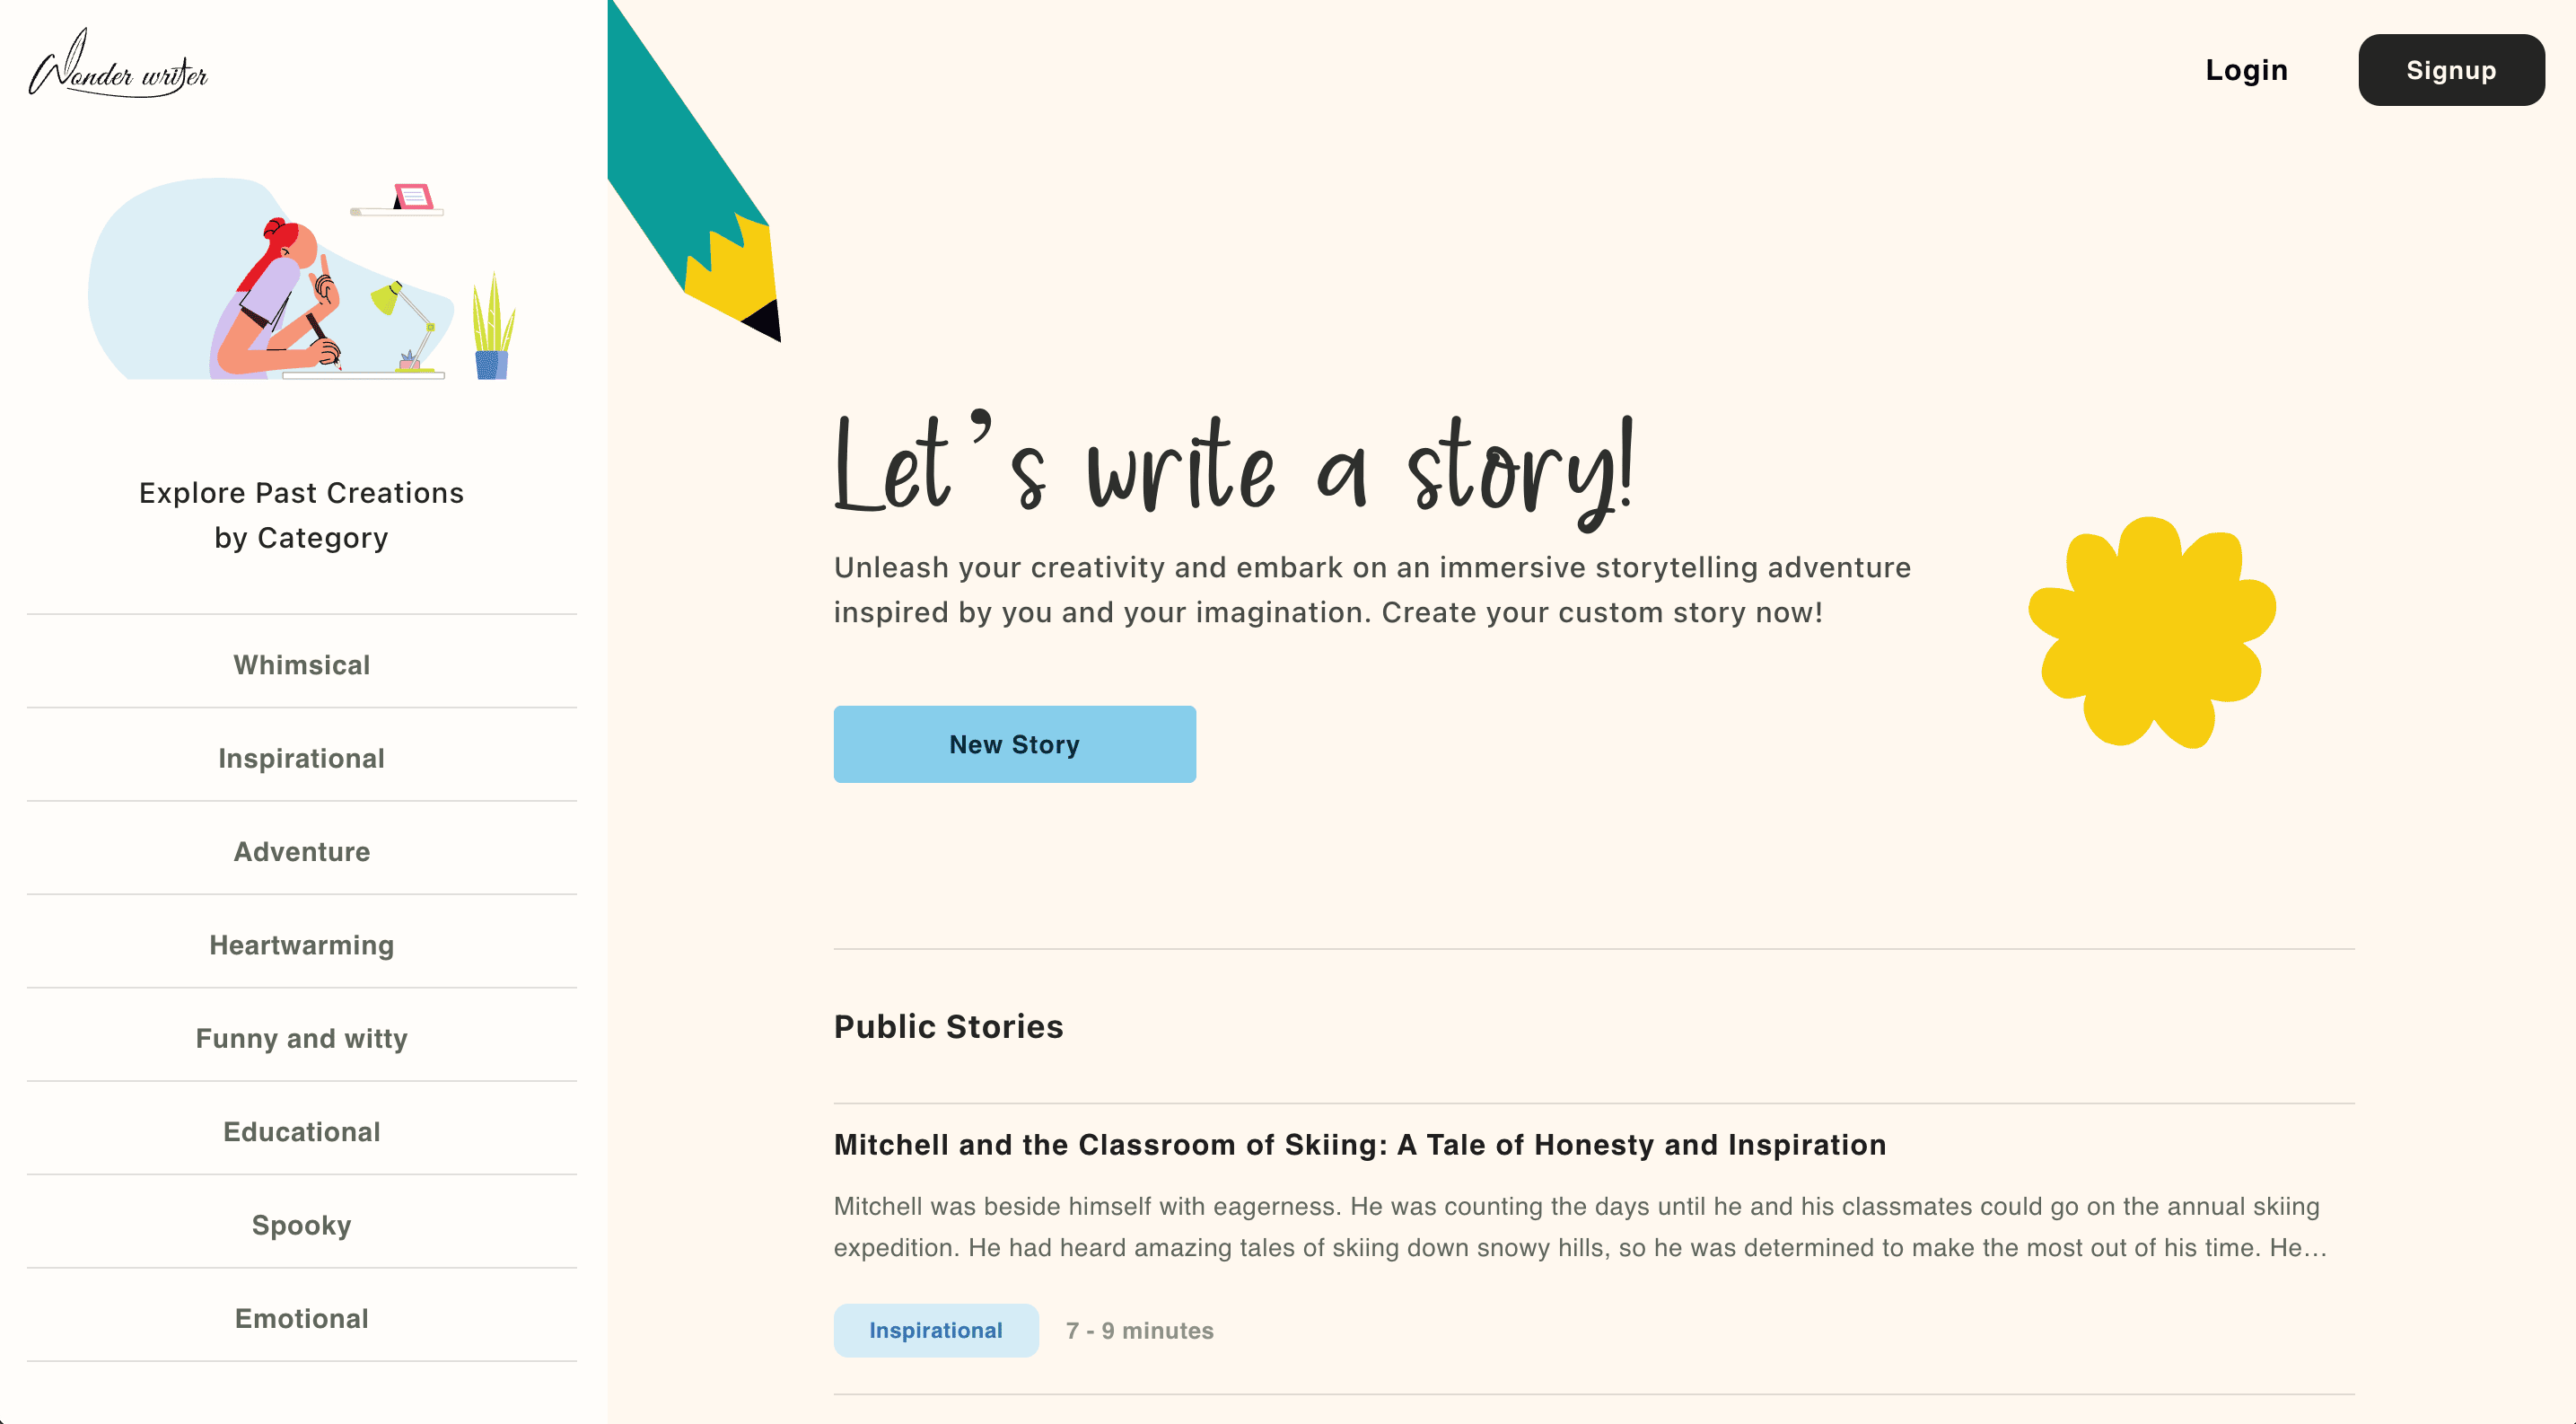 Wonder writer
Login
Signup
Explore Past Creations
by Category
Whimsical
Inspirational
Adventure
Heartwarming
Funny and witty
Educational
Spooky
Emotional
Let’s write a story!
Unleash your creativity and embark on an immersive storytelling adventure
inspired by you and your imagination. Create your custom story now!
New Story
Public Stories
Mitchell and the Classroom of Skiing: A Tale of Honesty and Inspiration
Mitchell was beside himself with eagerness. He was counting the days until he and his classmates could go on the annual skiing
expedition. He had heard amazing tales of skiing down snowy hills, so he was determined to make the most out of his time. He…
Inspirational
7 - 9 minutes